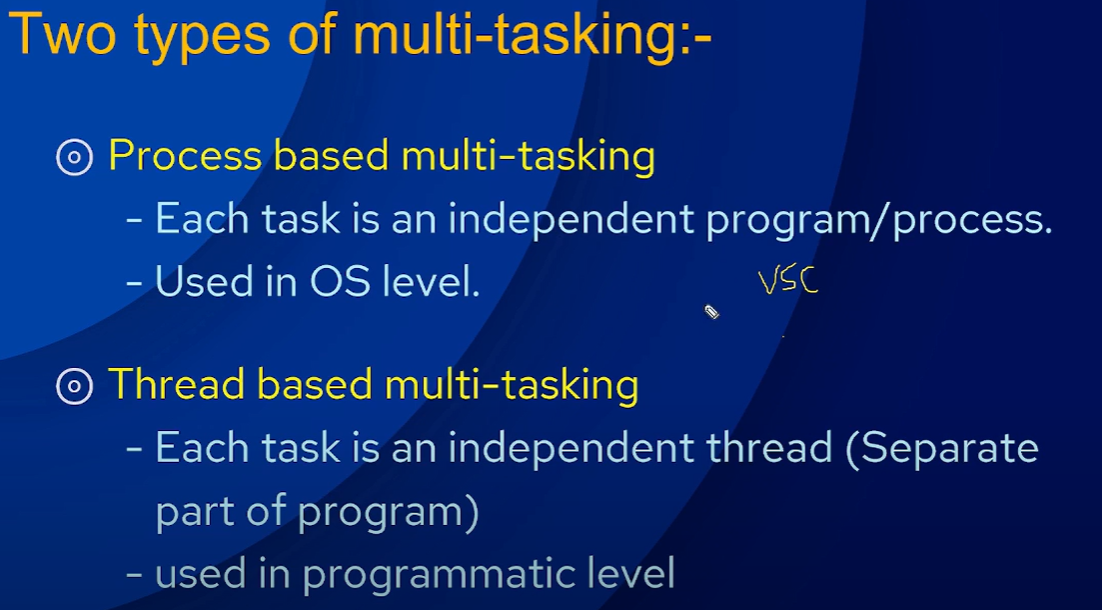 Two types of multi-tasking:-
Process based multi-tasking
- Each task is an independent program/process.
- Used in OS level.
VSC
Thread based multi-tasking
- Each task is an independent thread (Separate
part of program)
- used in programmatic level